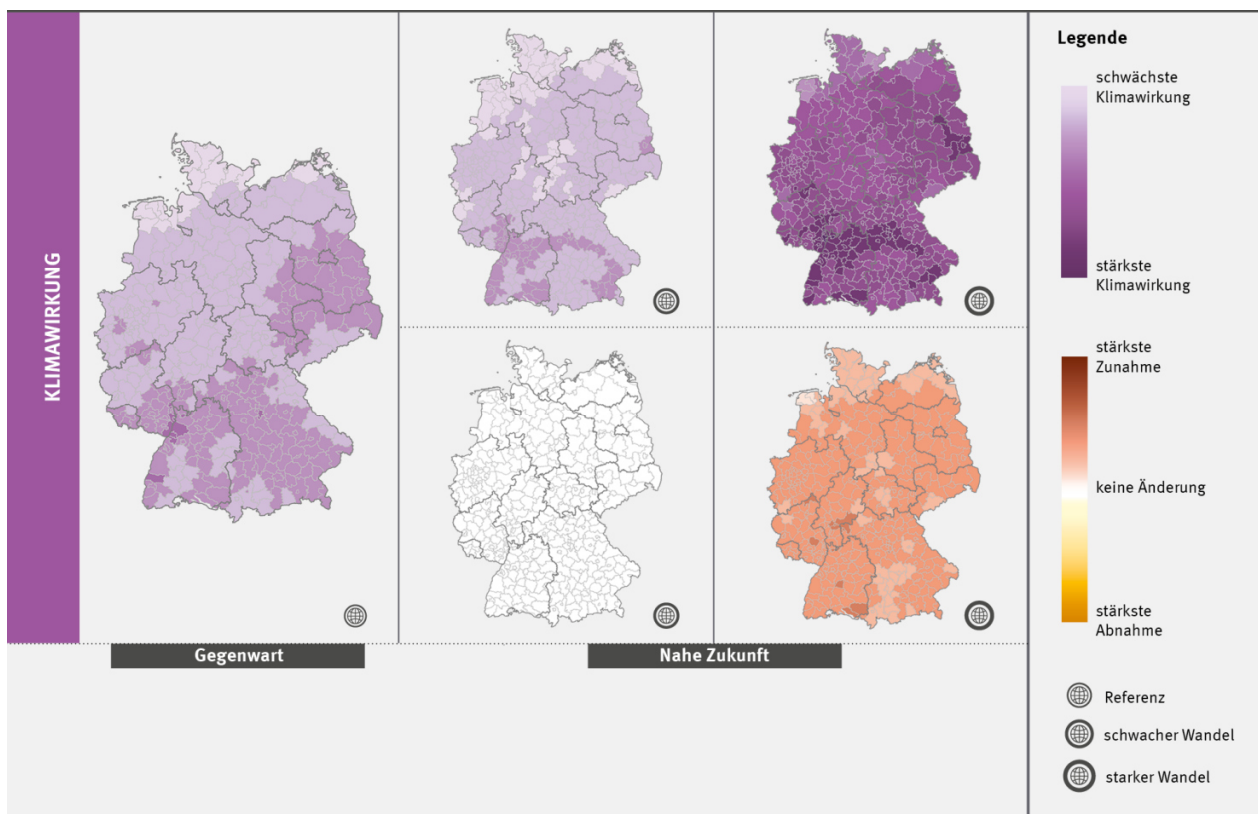 KLIMAWIRKUNG
Gegenwart
Nahe Zukunft
Legende
schwächste
Klimawirkung
stärkste
Klimawirkung
stärkste
Zunahme
keine Änderung
stärkste
Abnahme
Referenz
schwacher Wandel
starker Wandel